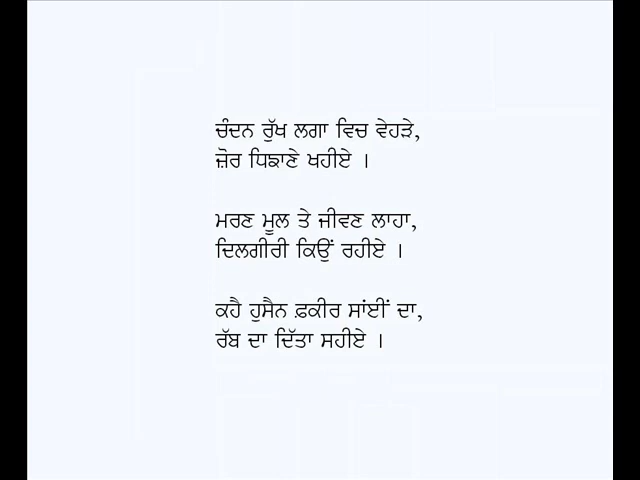 ਚੰਦਨ ਰੁੱਖ ਲਗਾ ਵਿਚ ਵੇਹੜੇ,
ਜ਼ੋਰ ਧਿਙਾਣੇ ਖਹੀਏ ।
ਮਰਣ ਮੂਲ ਤੇ ਜੀਵਣ ਲਾਹਾ,
ਦਿਲਗੀਰੀ ਕਿਉਂ ਰਹੀਏ ।
ਕਹੈ ਹੁਸੈਨ ਫ਼ਕੀਰ ਸਾਂਈਂ ਦਾ,
ਰੱਬ ਦਾ ਦਿੱਤਾ ਸਹੀਏ ।